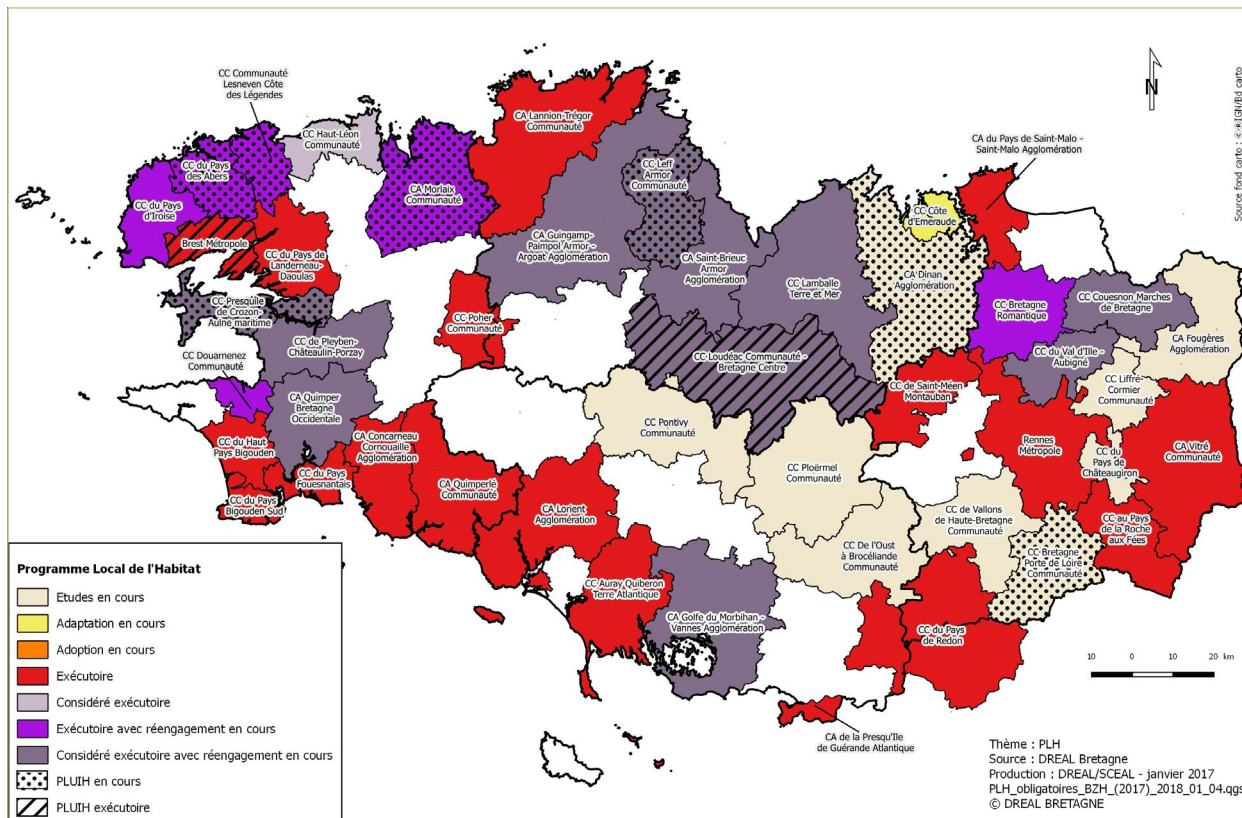 CC Communauté
Lesneven Côte
des Légendes
CC Haut-Léon
Communauté
CA Lannion-Trégor
Communauté
N
Source fond carto : ©®IGN/Bd carto
CA du Pays de Saint-Malo -
Saint-Malo Agglomération
CC du Pays
des Abers
CC du Pays
d'Iroise
CA Morlaix
Communauté
CC Leff
Armor
Communauté
CC Côte
d'Emeraude
Brest Métropole
CC du Pays de
Landerneau-
Daoulas
CA Guingamp-
Paimpol Armor -
Argoat Agglomération
CA Saint-Brieuc
Armor
Agglomération
CC Lamballe
Terre et Mer
CA Dinan
Agglomération
CC Bretagne
Romantique
CC Couesnon Marches
de Bretagne
CC Presqu'île
de Crozon-
Aulne maritime
CC Poher
Communauté
CA Fougères
Agglomération
CC de Pleyben-
Châteaulin-Porzay
CC Douarnenez
Communauté
CC Loudéac Communauté -
Bretagne Centre
CC du Val d'Ille -
Aubigné
CC Liffré-
Cormier
Communauté
CC de Saint-Méen
Montauban
CA Quimper
Bretagne
Occidentale
CC Pontivy
Communauté
CA Concarneau
Cornouaille
Agglomération
CC du Haut
Pays Bigouden
Rennes
Métropole
CC du
Pays de
Châteaugiron
CA Vitré
Communauté
CC Ploërmel
Communauté
CC du Pays
Fouesnantais
CA Quimperlé
Communauté
CC du Pays
Bigouden Sud
CA Lorient
Agglomération
CC de Vallons
de Haute-Bretagne
Communauté
CC au Pays
de la Roche
aux Fées
CC De l'Oust
à Brocéliande
Communauté
CC Bretagne
Porte de Loire
Communauté
CC Auray Quiberon
Terre Atlantique
CA Golfe du Morbihan -
Vannes Agglomération
CC du Pays
de Redon
CA de la Presqu'Ile
de Guérande Atlantique
10 0 10 20 km
Programme Local de l'Habitat
Etudes en cours
Adaptation en cours
Adoption en cours
Exécutoire
Considéré exécutoire
Exécutoire avec réengagement en cours
Considéré exécutoire avec réengagement en cours
PLUIH en cours
PLUIH exécutoire
Thème : PLH
Source : DREAL Bretagne
Production : DREAL/SCEAL - janvier 2017
PLH_obligatoires_BZH_(2017)_2018_01_04.qgs
© DREAL BRETAGNE